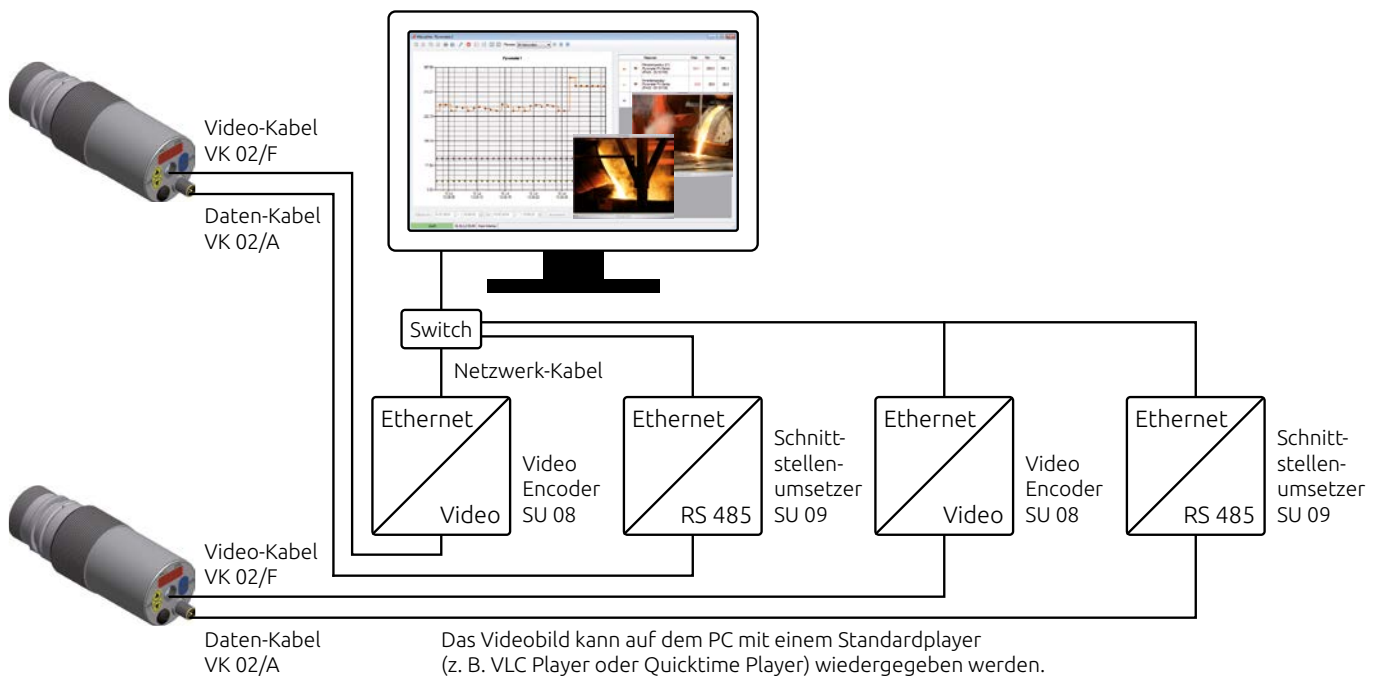 Video-Kabel
VK 02/F
Daten-Kabel
VK 02/A
Pyrometer 1
Switch
Netzwerk-Kabel
Ethernet
Video
Video
Encoder
SU 08
Ethernet
RS 485
Schnitt-
stellen-
umsetzer
SU 09
Ethernet
Video
Video
Encoder
SU 08
Ethernet
RS 485
Schnitt-
stellen-
umsetzer
SU 09
Video-Kabel
VK 02/F
Daten-Kabel
VK 02/A
Das Videobild kann auf dem PC mit einem Standardplayer
(z. B. VLC Player oder Quicktime Player) wiedergegeben werden.